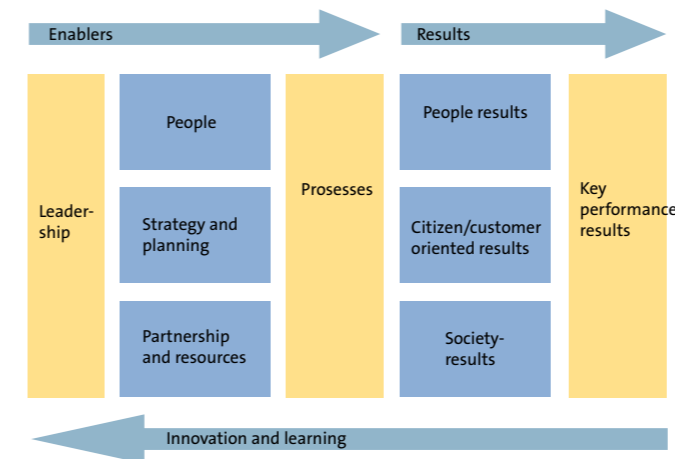 Enablers
Results
Leader-
ship
People
Strategy and
planning
Partnership
and resources
Prosesses
People results
Citizen/customer
oriented results
Society-
results
Key
performance
results
Innovation and learning